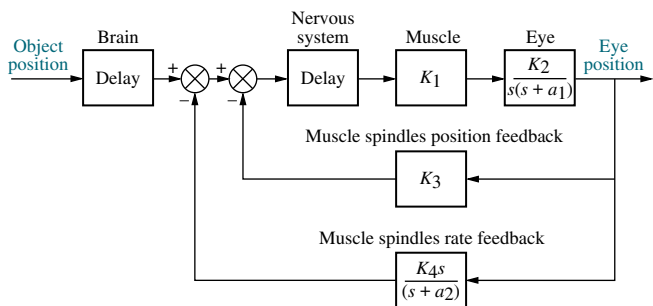 Object
position
Brain
Delay
+
−
+
−
Nervous
system
Delay
Muscle
K1
Eye
K2
s(s + a1)
Eye
position
Muscle spindles position feedback
K3
Muscle spindles rate feedback
K4s
(s + a2)